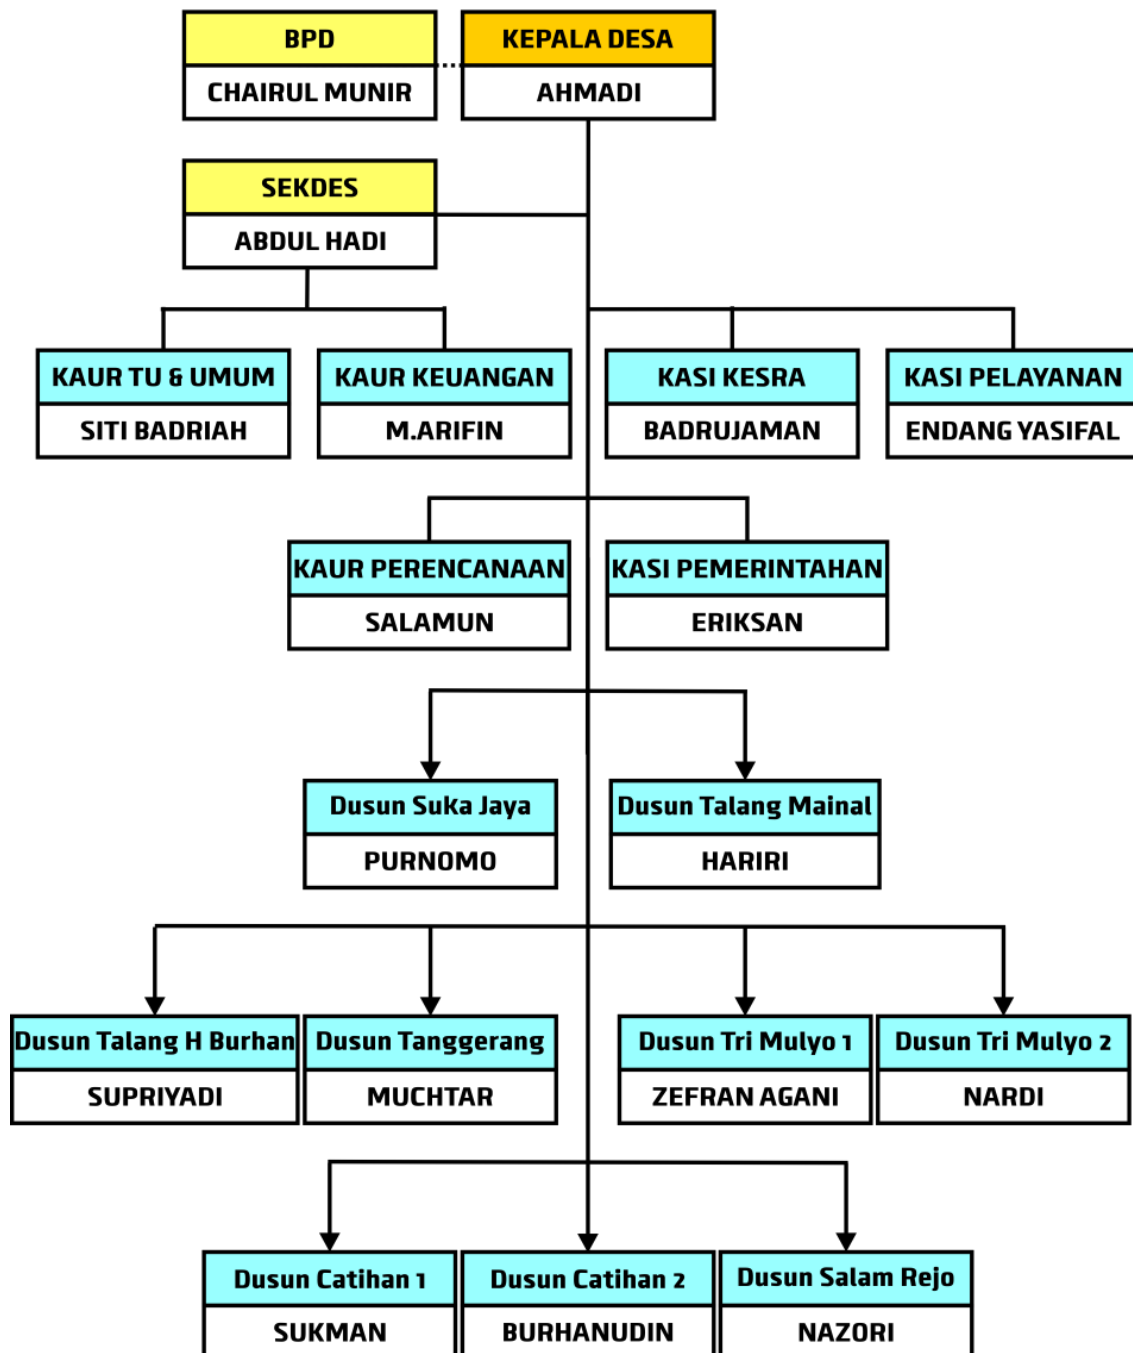 BPD
CHAIRUL MUNIR
KEPALA DESA
AHMADI
SEKDES
ABDUL HADI
KAUR TU & UMUM
SITI BADRIAH
KAUR KEUANGAN
M.ARIFIN
KASI KESRA
BADRUJAMAN
KASI PELAYANAN
ENDANG YASIFAL
KAUR PERENCANAAN
SALAMUN
KASI PEMERINTAHAN
ERIKSAN
Dusun Suka Jaya
PURNOMO
Dusun Talang Mainal
HARIRI
Dusun Talang H Burhan
SUPRIYADI
Dusun Tanggerang
MUCHTAR
Dusun Tri Mulyo 1
ZEFRAN AGANI
Dusun Tri Mulyo 2
NARDI
Dusun Catihan 1
SUKMAN
Dusun Catihan 2
BURHANUDIN
Dusun Salam Rejo
NAZORI